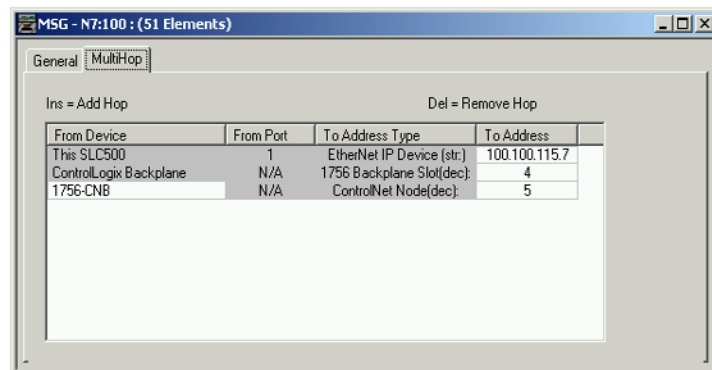 MSG - N7:100 : (51 Elements)
General MultiHop
Ins = Add Hop Del = Remove Hop
From Device From Port To Address Type To Address
This SLC500 1 EtherNet IP Device (str.) 100.100.115.7
ControlLogix Backplane N/A 1756 Backplane Slot(dec): 4
1756-CNB N/A ControlNet Node(dec): 5